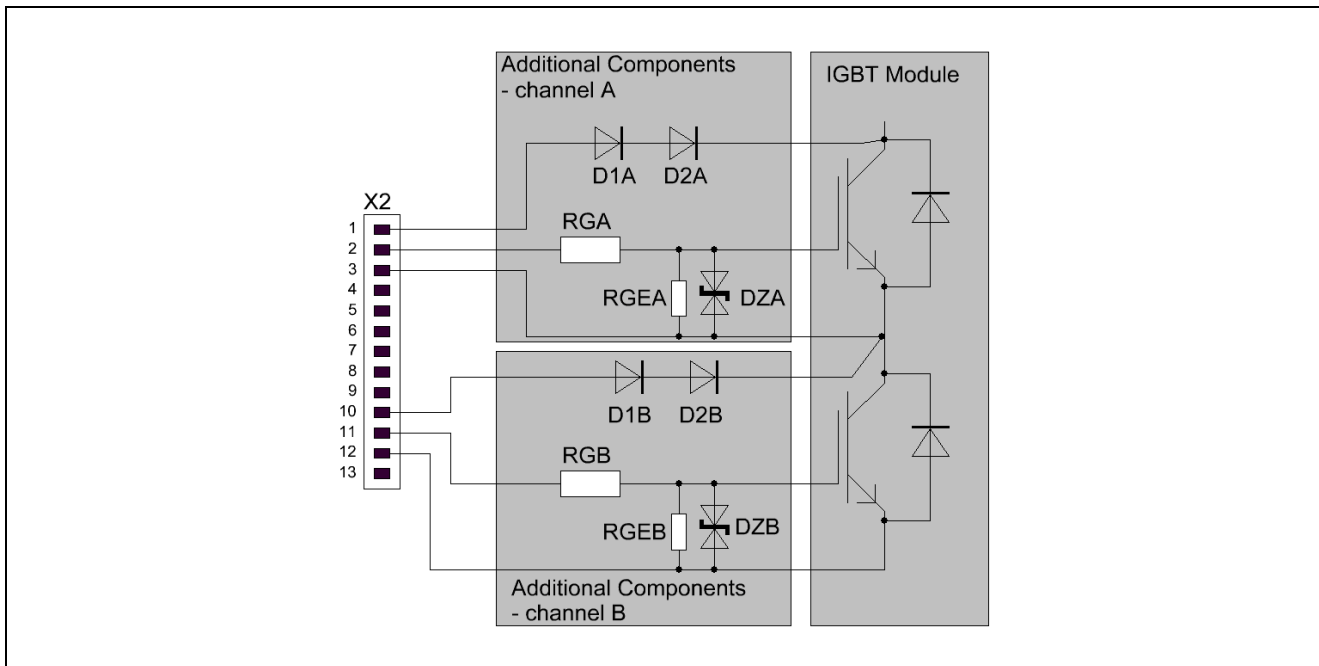 Additional Components
- channel A
IGBT Module
D1A
D2A
X2
RGA
1
2
3
4
5
6
7
8
9
10
11
12
13
RGEA
DZA
D1B
D2B
RGB
RGEB
DZB
Additional Components
- channel B